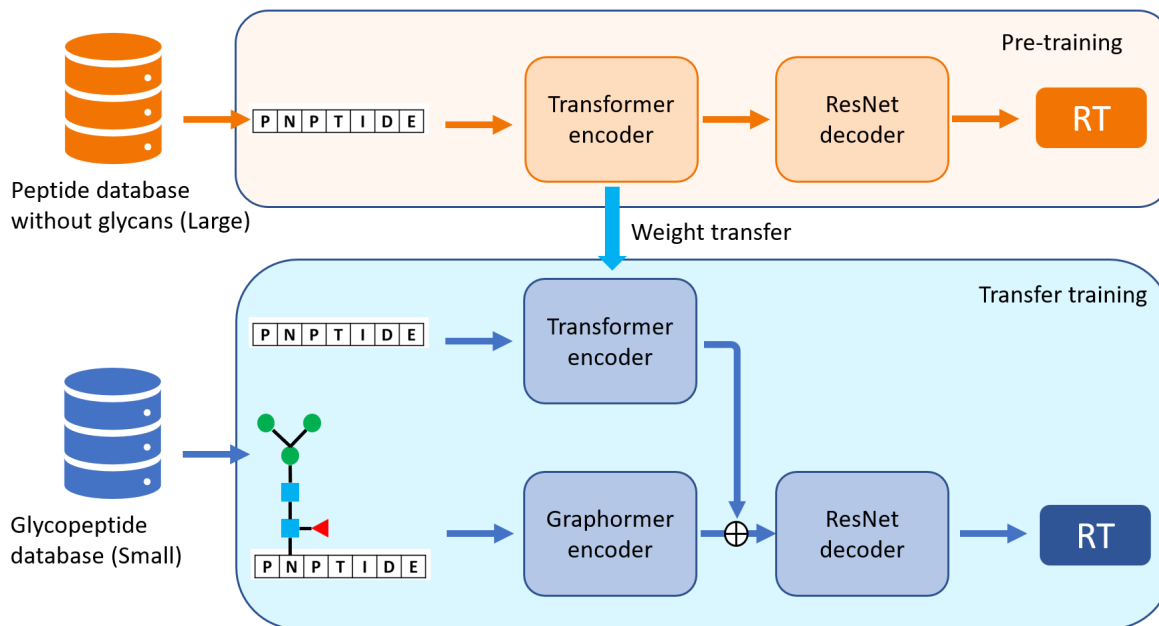 Pre-training
P N P T I D E
Transformer
encoder
ResNet
decoder
RT
Peptide database
without glycans (Large)
Weight transfer
Transfer training
P N P T I D E
Transformer
encoder
Glycopeptide
database (Small)
P N P T I D E
Graphormer
encoder
ResNet
decoder
RT